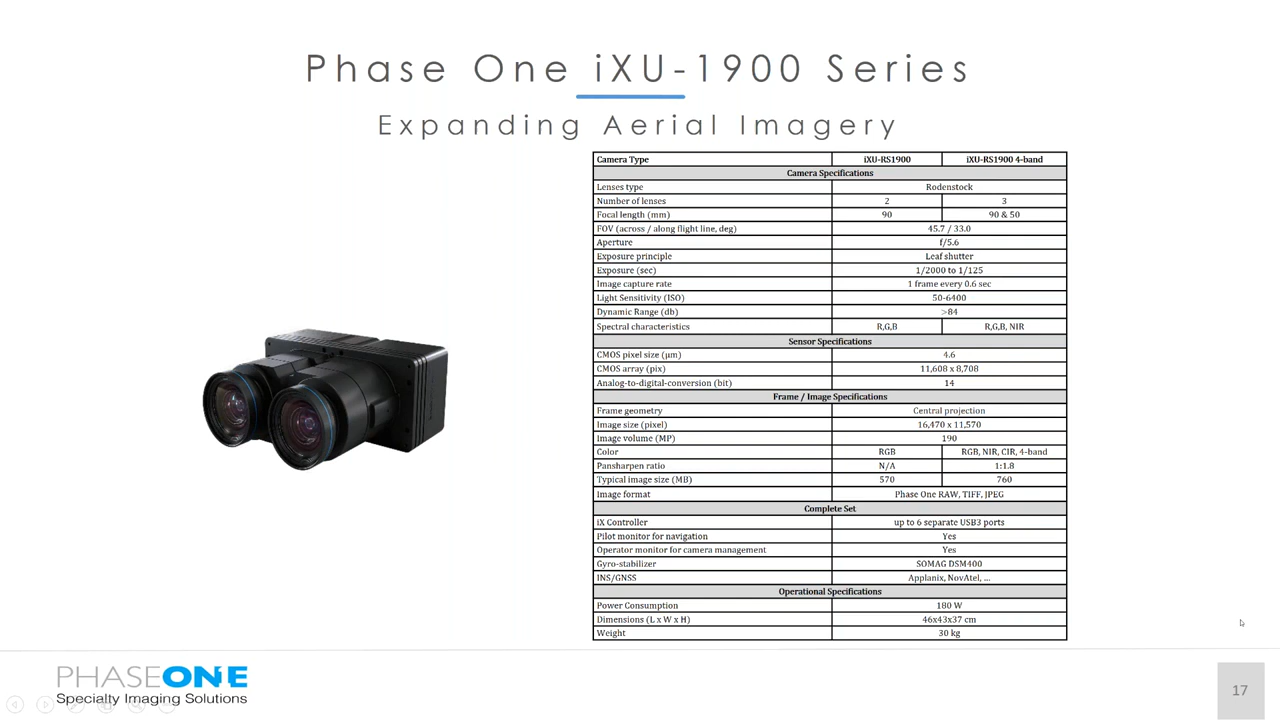 Phase One iXU-1900 Series
Expanding Aerial Imagery
Camera Type iXU-RS1900 iXU-RS1900 4-band
Camera Specifications
Lenses type Rodenstock
Number of lenses 2 3
Focal length (mm) 90 90 & 50
FOV (across / along flight line, deg) 45.7 / 33.0
Aperture f/5.6
Exposure principle Leaf shutter
Exposure (sec) 1/2000 to 1/125
Image capture rate 1 frame every 0.6 sec
Light Sensitivity (ISO) 50-6400
Dynamic Range (db) >84
Spectral characteristics R,G,B R,G,B, NIR
Sensor Specifications
CMOS pixel size (µm) 4.6
CMOS array (pix) 11,608 x 8,708
Analog-to-digital-conversion (bit) 14
Frame / Image Specifications
Frame geometry Central projection
Image size (pixel) 16,470 x 11,570
Image volume (MP) 190
Color RGB RGB, NIR, CIR, 4-band
Pansharpen ratio N/A 1:1.8
Typical image size (MB) 570 760
Image format Phase One RAW, TIFF, JPEG
Complete Set
iX Controller up to 6 separate USB3 ports
Pilot monitor for navigation Yes
Operator monitor for camera management Yes
Gyro-stabilizer SOMAG DSM400
INS/GNSS Applanix, NovAtel, ...
Operational Specifications
Power Consumption 180 W
Dimensions (L x W x H) 46x43x37 cm
Weight 30 kg
PHASEONE
Specialty Imaging Solutions
17